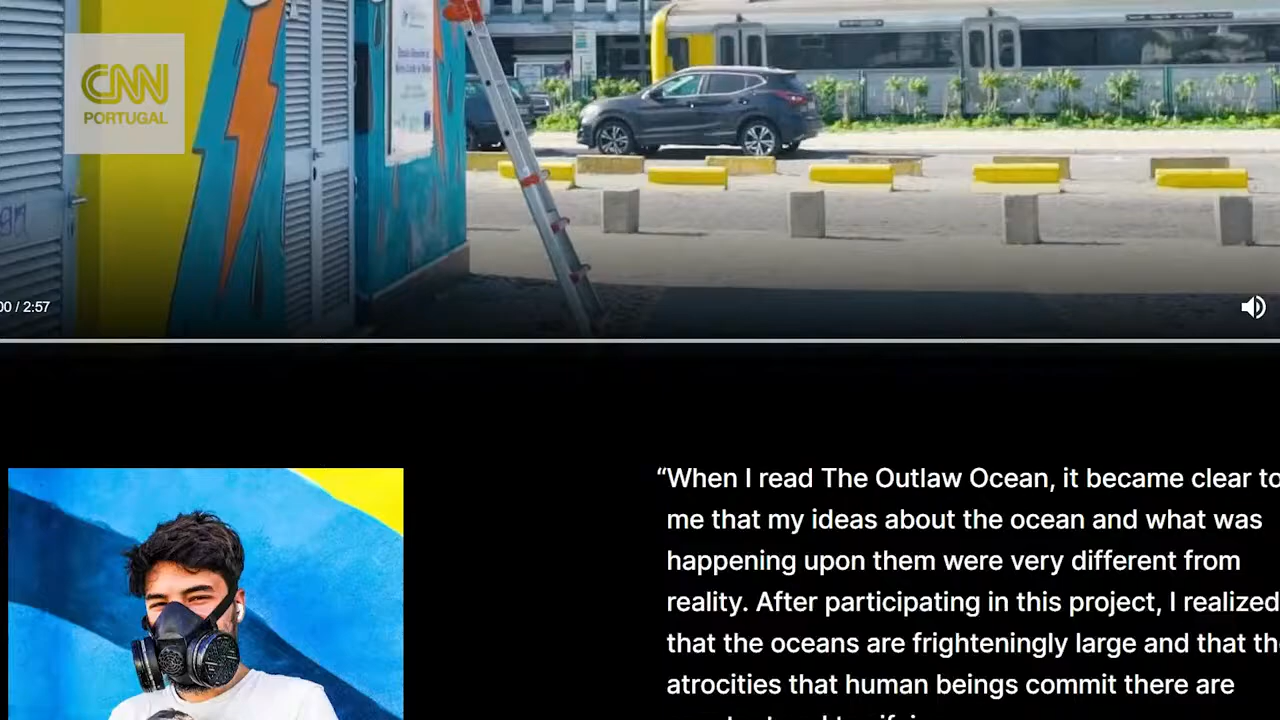 CNN
PORTUGAL
00 / 2:57
“When I read The Outlaw Ocean, it became clear to
me that my ideas about the ocean and what was
happening upon them were very different from
reality. After participating in this project, I realized
that the oceans are frighteningly large and that th
atrocities that human beings commit there are